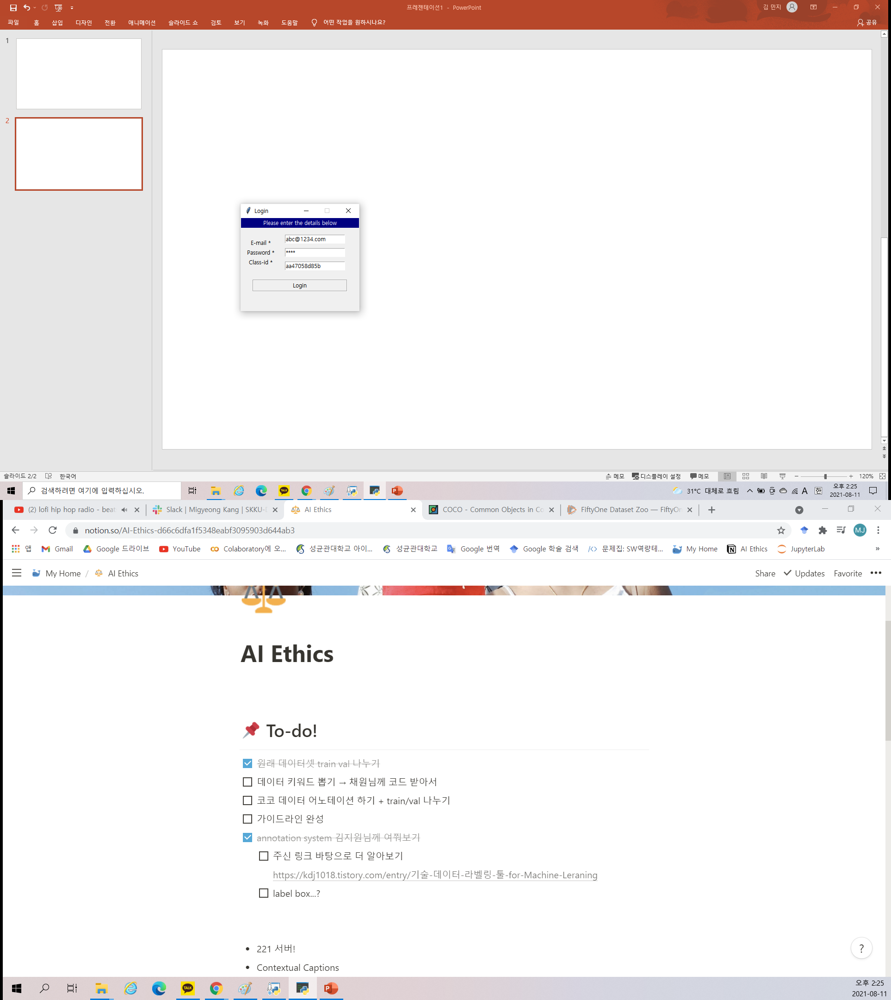 프레젠테이션1 - PowerPoint
김 민지
파일 홈 삽입 디자인 전환 애니메이션 슬라이드 쇼 검토 보기 녹화 도움말 어떤 작업을 원하시나요? 공유
1
2
Login
Please enter the details below
E-mail * abc@1234.com
Password * ****
Class-id * aa47058d85b
Login
슬라이드 2/2 한국어 메모 디스플레이 설정 메모 120%
검색하려면 여기에 입력하십시오. TALK 31°C 대체로 흐림 A 한 오후 2:25
2021-08-11
(2) lofi hip hop radio - beat Slack | Migyeong Kang | SKKU- AI Ethics COCO - Common Objects in Co FiftyOne Dataset Zoo — FiftyOn
notion.so/AI-Ethics-d66c6dfa1f5348eabf3095903d644ab3 MJ
앱 Gmail Google 드라이브 YouTube Colaboratory에 오... 성균관대학교 아이... 성균관대학교 Google 번역 Google 학술 검색 문제집: SW역량테... My Home AI Ethics JupyterLab »
My Home / AI Ethics Share Updates Favorite •••
AI Ethics
To-do!
원래 데이터셋 train val 나누기
데이터 키워드 뽑기 → 채원님께 코드 받아서
코코 데이터 어노테이션 하기 + train/val 나누기
가이드라인 완성
annotation system 김지원님께 여쭤보기
주신 링크 바탕으로 더 알아보기
https://kdj1018.tistory.com/entry/기술-데이터-라벨링-툴-for-Machine-Leraning
label box...?
• 221 서버!
?
• Contextual Captions
TALK
오후 2:25
2021-08-11